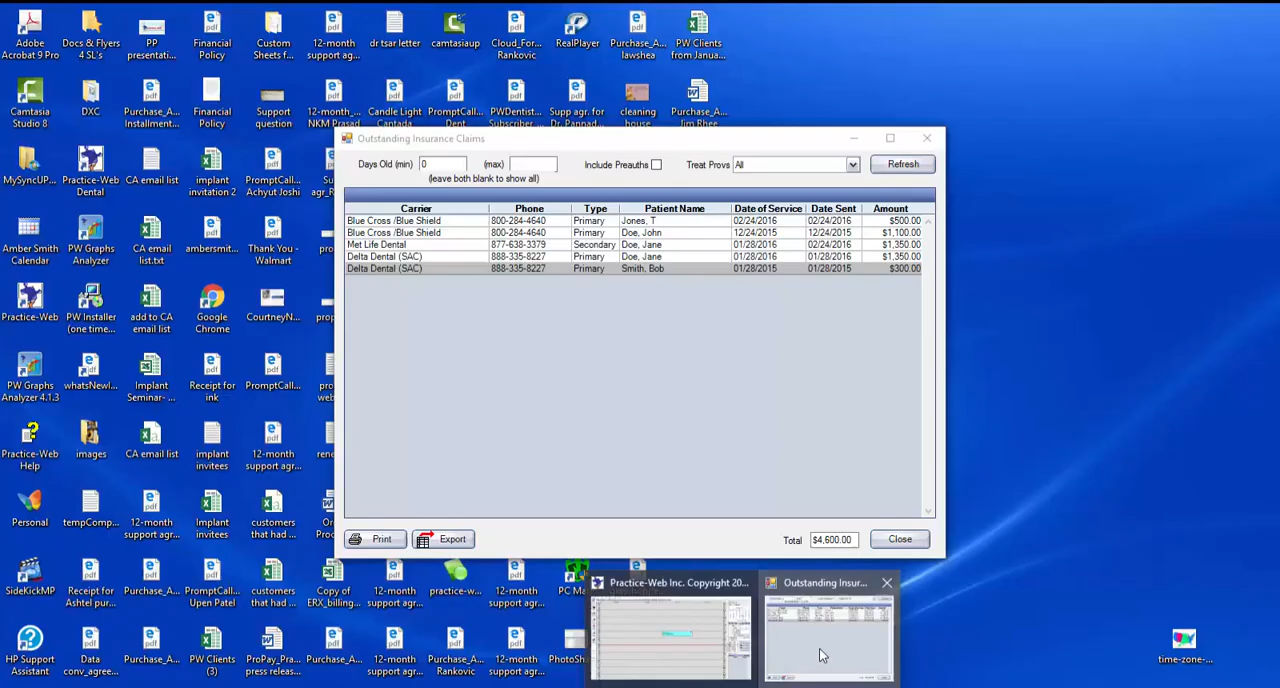 Adobe Acrobat 9 Pro
Docs & Flyers 4 SL's
PP presentati...
Financial Policy
Custom Sheets f...
12-month support ag...
dr tsar letter
camtasiaup
Cloud_For... Rankovic
RealPlayer
Purchase_A... lawshea
PW Clients from Janua...
Camtasia Studio 8
DXC
Purchase_A... Installment...
Financial Policy
Support question
12-month_... NKM Prasad
Candle Light Cantada
PromptCall... Dent
PWDentist... Subscriber
Supp agr. for Dr. Pannad...
cleaning house
Purchase_A... Jim Rhee
Outstanding Insurance Claims
Days Old (min) 0 (max) Include Preauths Treat Provs All Refresh
(leave both blank to show all)
Carrier Phone Type Patient Name Date of Service Date Sent Amount
Blue Cross /Blue Shield 800-284-4640 Primary Jones, T 02/24/2016 02/24/2016 $500.00
Blue Cross /Blue Shield 800-284-4640 Primary Doe, John 12/24/2015 02/24/2016 $1,100.00
Met Life Dental 877-638-3379 Secondary Doe, Jane 01/28/2016 02/24/2016 $1,350.00
Delta Dental (SAC) 888-335-8227 Primary Doe, Jane 01/28/2016 01/28/2016 $1,350.00
Delta Dental (SAC) 888-335-8227 Primary Smith, Bob 01/28/2015 01/28/2015 $300.00
Print Export Total $4,600.00 Close
MySyncUP...
Practice-Web Dental
CA email list
implant invitation 2
PromptCall... Achyut Joshi
Amber Smith Calendar
PW Graphs Analyzer
CA email list.txt
ambersmit...
Thank You - Walmart
Practice-Web
PW Installer (one time...
add to CA email list
Google Chrome
CourtneyN...
PW Graphs Analyzer 4.1.3
whatsNewI...
Implant Seminar- ...
Receipt for ink
PromptCall...
Practice-Web Help
images
CA email list
implant invitees
12-month support agr...
Personal
tempComp...
12-month support ag...
Implant invitees
customers that had ...
SideKickMP
Receipt for Ashtel pur...
Purchase_A...
PromptCall... Upen Patel
customers that had ...
Copy of ERX_billing...
12-month support agr...
practice-w...
12-month support agr...
Practice-Web Inc. Copyright 20...
Outstanding Insur...
HP Support Assistant
Data conv_agree...
Purchase_A...
PW Clients (3)
ProPay_Pra... press releas...
Purchase_A...
12-month support agr...
Purchase_A... Rankovic
12-month support agr...
time-zone-...